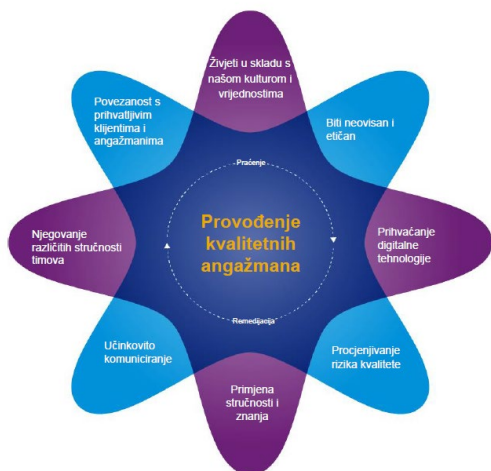 Živjeti u skladu s
našom kulturom i
vrijednostima
Povezanost s
prihvatljivim
klijentima i
angažmanima
Biti neovisan i
etičan
Praćenje
Provođenje
kvalitetnih
angažmana
Njegovanje
različitih stručnosti
timova
Prihvaćanje
digitalne
tehnologije
Remedijacija
Učinkovito
komuniciranje
Procjenjivanje
rizika kvalitete
Primjena
stručnosti i
znanja